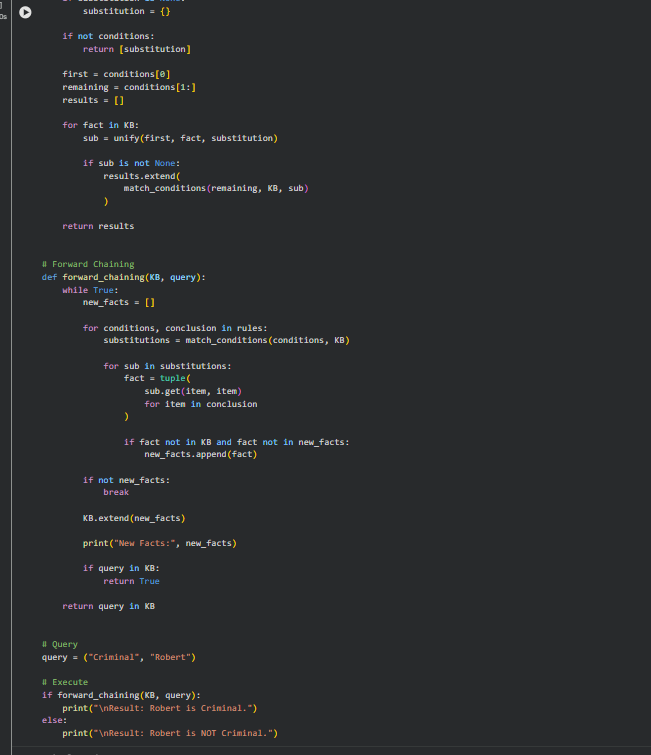 substitution = {}
if not conditions:
return [substitution]
first = conditions[0]
remaining = conditions[1:]
results = []
for fact in KB:
sub = unify(first, fact, substitution)
if sub is not None:
results.extend(
match_conditions(remaining, KB, sub)
)
return results
# Forward Chaining
def forward_chaining(KB, query):
while True:
new_facts = []
for conditions, conclusion in rules:
substitutions = match_conditions(conditions, KB)
for sub in substitutions:
fact = tuple(
sub.get(item, item)
for item in conclusion
)
if fact not in KB and fact not in new_facts:
new_facts.append(fact)
if not new_facts:
break
KB.extend(new_facts)
print("New Facts:", new_facts)
if query in KB:
return True
return query in KB
# Query
query = ("Criminal", "Robert")
# Execute
if forward_chaining(KB, query):
print("\nResult: Robert is Criminal.")
else:
print("\nResult: Robert is NOT Criminal.")